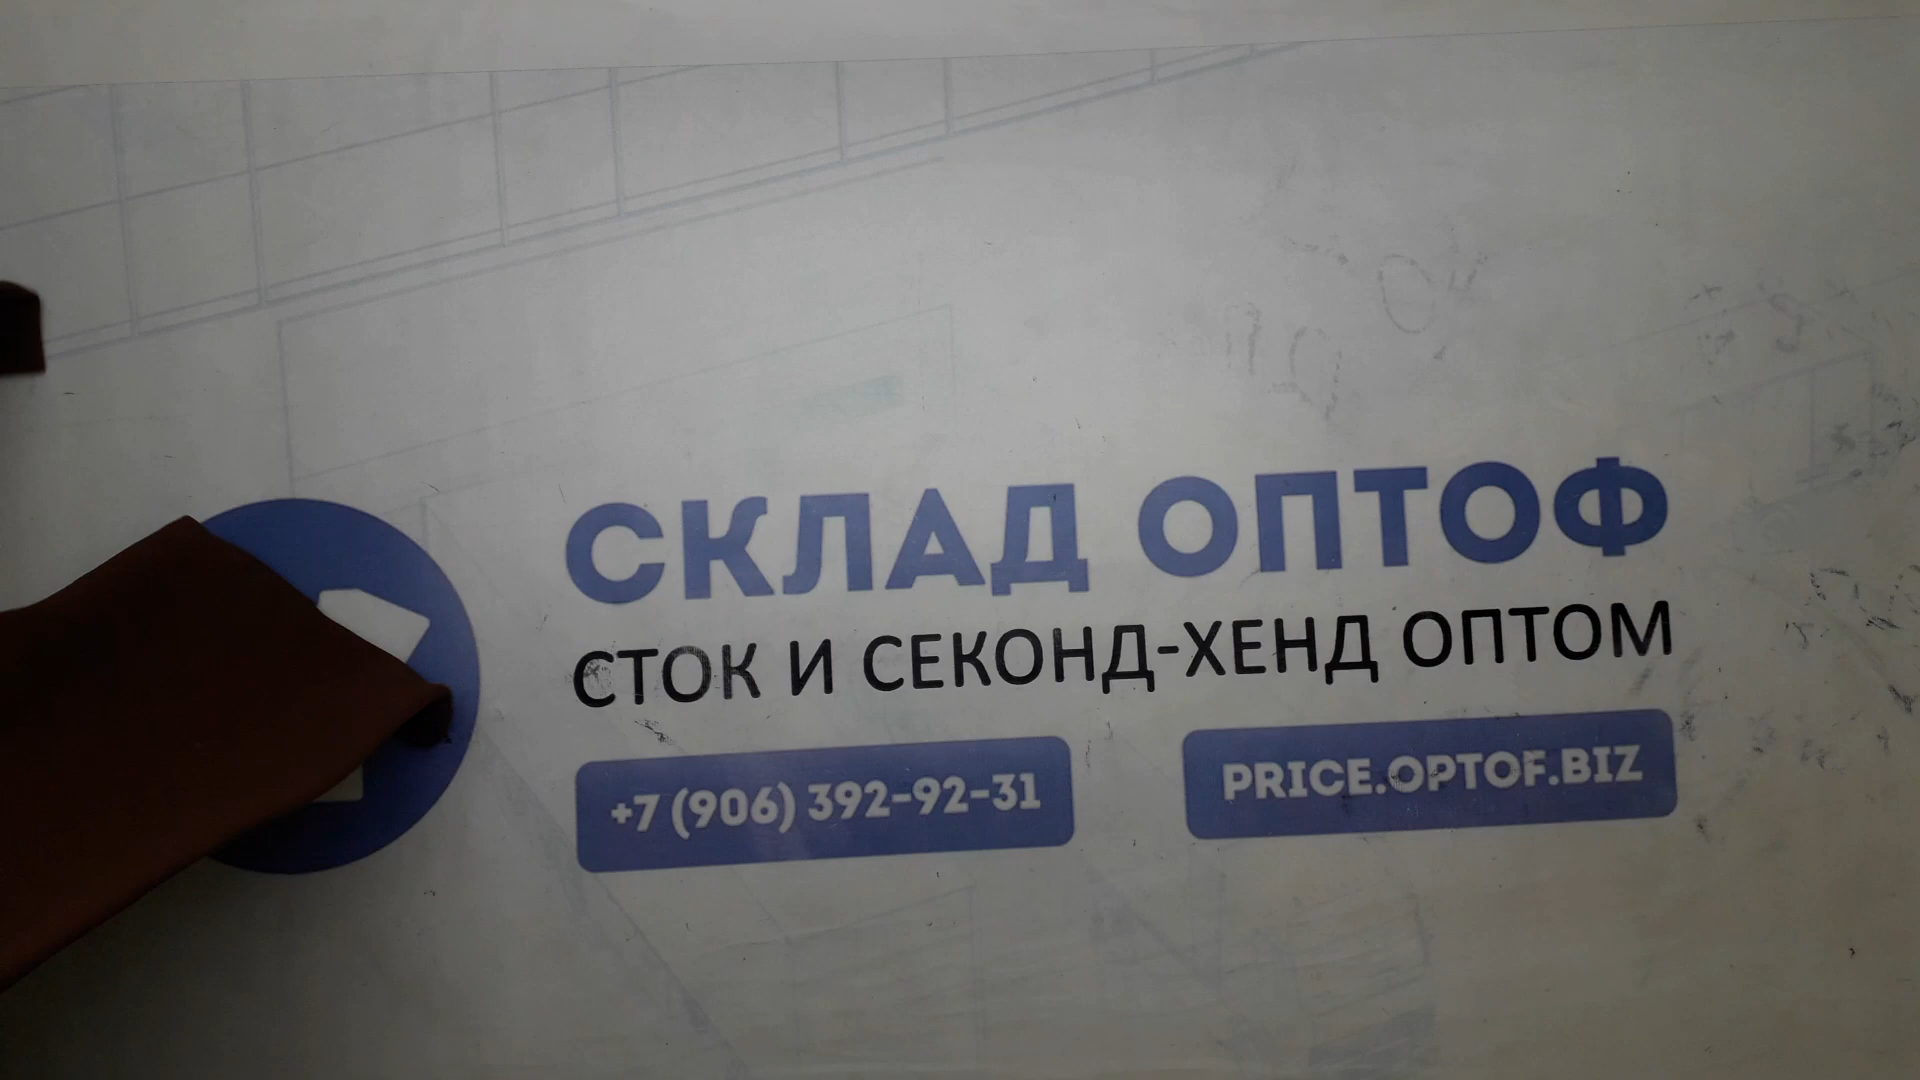 СКЛАД ОПТОФ
СТОК И СЕКОНД-ХЕНД ОПТОМ
+7 (906) 392-92-31
PRICE.OPTOF.BIZ